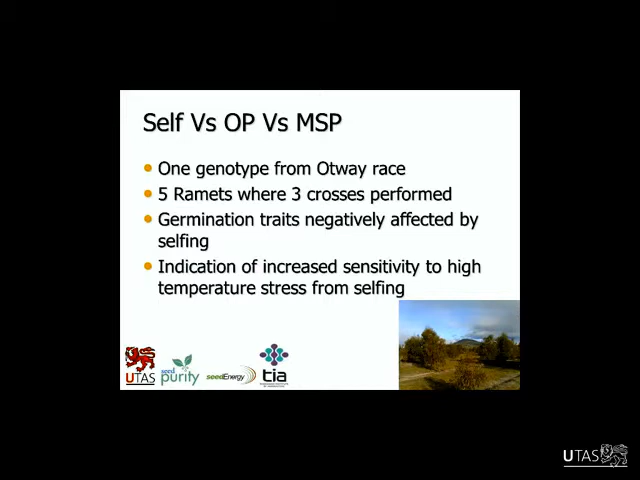 Self Vs OP Vs MSP
One genotype from Otway race
5 Ramets where 3 crosses performed
Germination traits negatively affected by
selfing
Indication of increased sensitivity to high
temperature stress from selfing
UTAS
seed
purity
seedEnergy
tia
UTAS